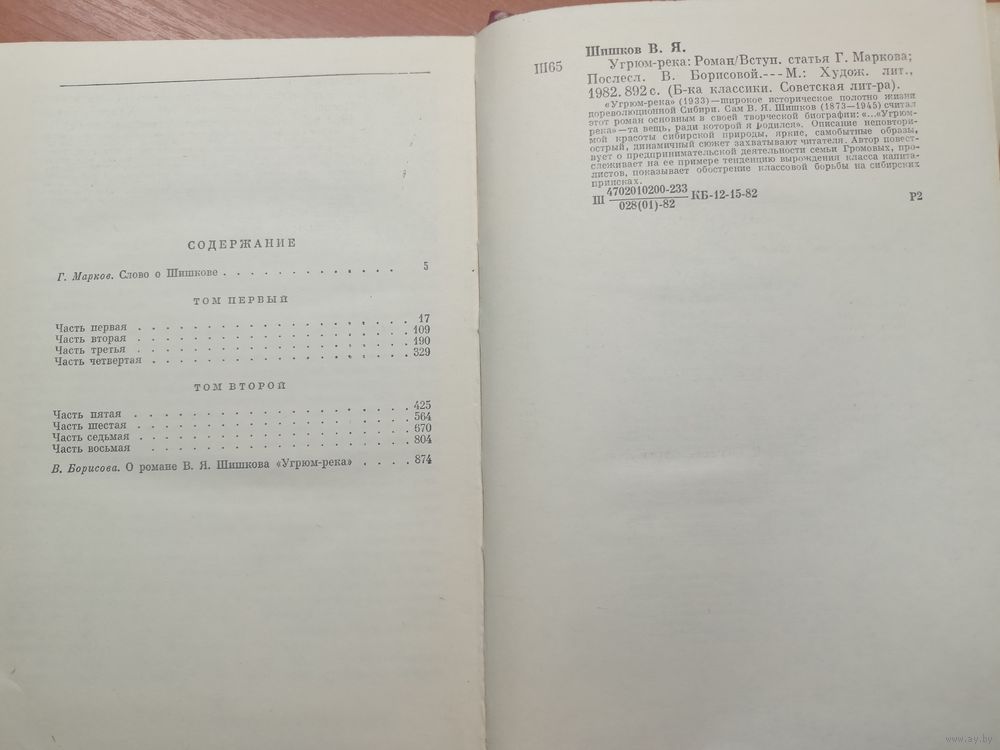 СОДЕРЖАНИЕ
Г. Марков. Слово о Шишкове . . . . . . . . . . . . 5
ТОМ ПЕРВЫЙ
Часть первая . . . . . . . . . . . . . . . . . . . 17
Часть вторая . . . . . . . . . . . . . . . . . . . 109
Часть третья . . . . . . . . . . . . . . . . . . . 190
Часть четвертая . . . . . . . . . . . . . . . . . . 329
ТОМ ВТОРОЙ
Часть пятая . . . . . . . . . . . . . . . . . . . 425
Часть шестая . . . . . . . . . . . . . . . . . . . 564
Часть седьмая . . . . . . . . . . . . . . . . . . . 670
Часть восьмая . . . . . . . . . . . . . . . . . . 804
В. Борисова. О романе В. Я. Шишкова «Угрюм-река» . . . . 874
Шишков В. Я.
Ш65 Угрюм-река: Роман/Вступ. статья Г. Маркова;
Послесл. В. Борисовой.--- М.: Худож. лит.,
1982. 892 с. (Б-ка классики. Советская лит-ра).
«Угрюм-река» (1933)—широкое историческое полотно жизни
дореволюционной Сибири. Сам В. Я. Шишков (1873—1945) считал
этот роман основным в своей творческой биографии: «...«Угрюм-
река»—та вещь, ради которой я родился». Описание неповтори-
мой красоты сибирской природы, яркие, самобытные образы,
острый, динамичный сюжет захватывают читателя. Автор повест-
вует о предпринимательской деятельности семьи Громовых, про-
слеживает на ее примере тенденцию вырождения класса капита-
листов, показывает обострение классовой борьбы на сибирских
приисках.
Ш 4702010200-233 КБ-12-15-82
028(01)-82
Р2
www.ay.by